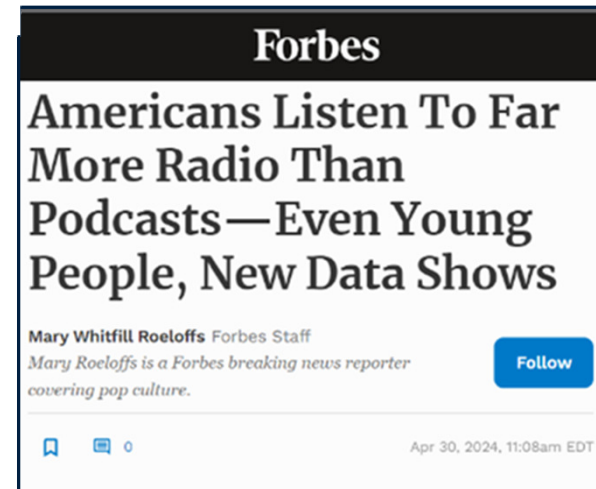 Forbes
Americans Listen To Far
More Radio Than
Podcasts—Even Young
People, New Data Shows
Mary Whitfill Roeloffs Forbes Staff
Mary Roeloffs is a Forbes breaking news reporter
covering pop culture.
Follow
0
Apr 30, 2024, 11:08am EDT